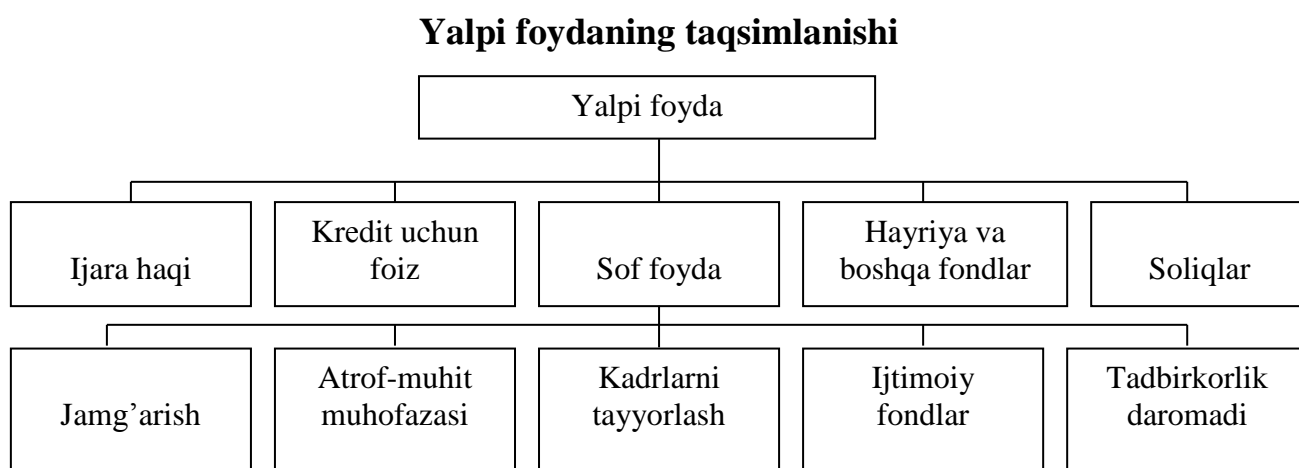 Yalpi foydaning taqsimlanishi
Yalpi foyda
Ijara haqi
Kredit uchun
foiz
Sof foyda
Hayriya va
boshqa fondlar
Soliqlar
Jamg’arish
Atrof-muhit
muhofazasi
Kadrlarni
tayyorlash
Ijtimoiy
fondlar
Tadbirkorlik
daromadi